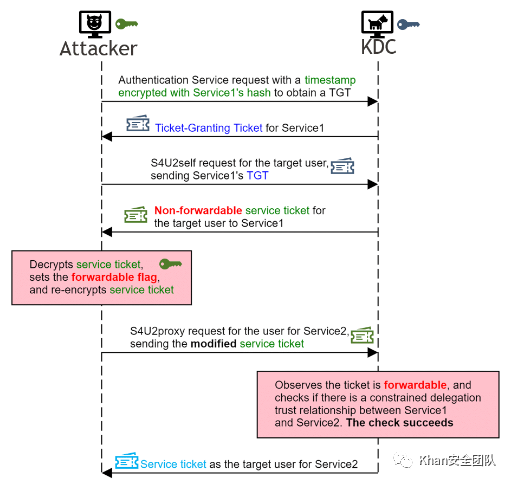 Attacker
KDC
Authentication Service request with a timestamp
encrypted with Service1's hash to obtain a TGT
Ticket-Granting Ticket for Service1
S4U2self request for the target user,
sending Service1's TGT
Non-forwardable service ticket for
the target user to Service1
Decrypts service ticket,
sets the forwardable flag,
and re-encrypts service ticket
S4U2proxy request for the user for Service2,
sending the modified service ticket
Observes the ticket is forwardable, and
checks if there is a constrained delegation
trust relationship between Service1
and Service2. The check succeeds
Service ticket as the target user for Service2
Khan安全团队